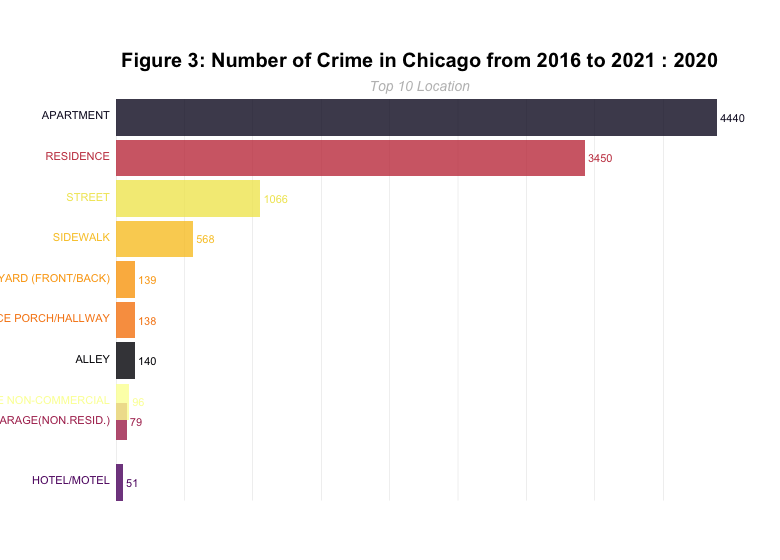 Figure 3: Number of Crime in Chicago from 2016 to 2021 : 2020
Top 10 Location
APARTMENT 4440
RESIDENCE 3450
STREET 1066
SIDEWALK 568
YARD (FRONT/BACK) 139
CE PORCH/HALLWAY 138
ALLEY 140
E NON-COMMERCIAL 96
ARAGE(NON.RESID.) 79
HOTEL/MOTEL 51